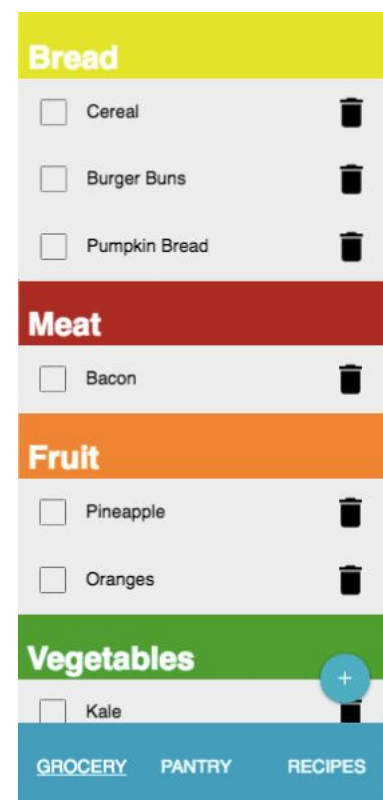 Bread
Cereal
Burger Buns
Pumpkin Bread
Meat
Bacon
Fruit
Pineapple
Oranges
Vegetables
+
Kale
GROCERY PANTRY RECIPES